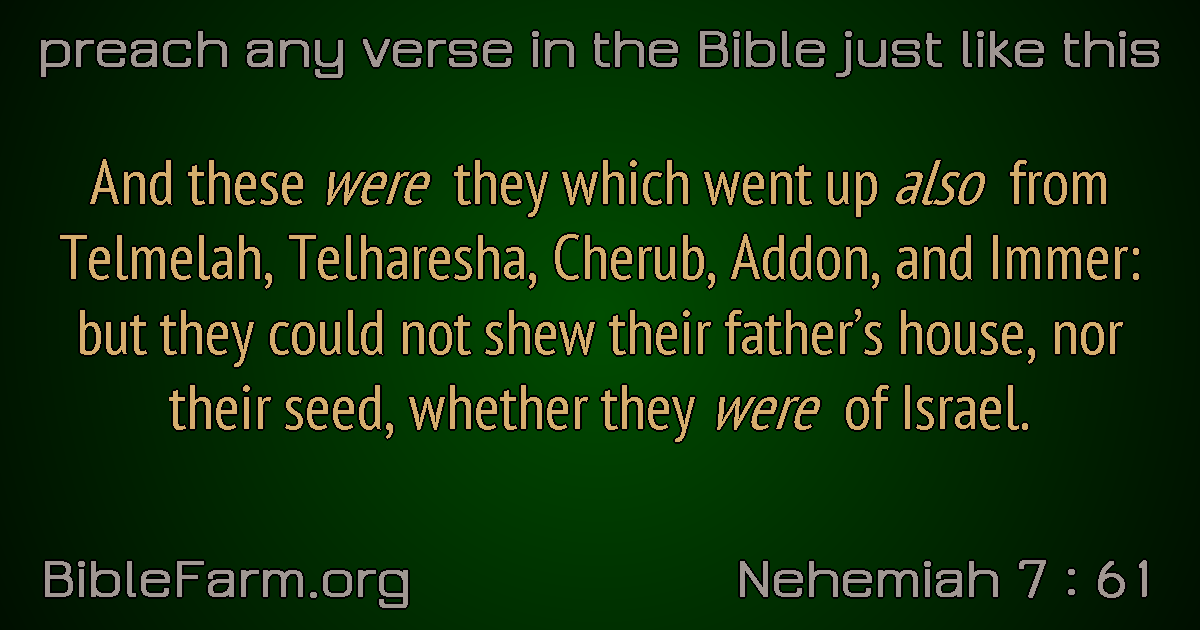 preach any verse in the Bible just like this
And these were they which went up also from
Telmelah, Telharesha, Cherub, Addon, and Immer:
but they could not shew their father’s house, nor
their seed, whether they were of Israel.
BibleFarm.org
Nehemiah 7 : 61